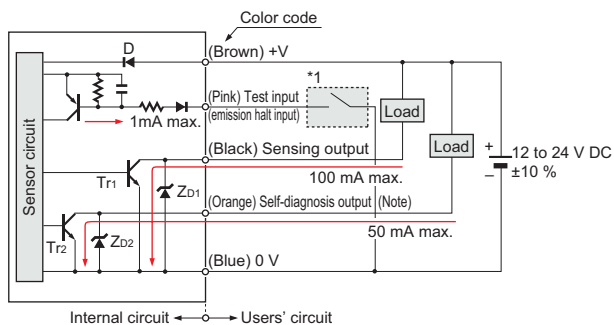 Color code
D
(Brown) +V
*1
(Pink) Test input
(emission halt input)
1mA max.
Load
Load
Sensor circuit
(Black) Sensing output
+
12 to 24 V DC
±10 %
–
Tr1
ZD1
100 mA max.
(Orange) Self-diagnosis output (Note)
Tr2
ZD2
50 mA max.
(Blue) 0 V
Internal circuit
Users' circuit